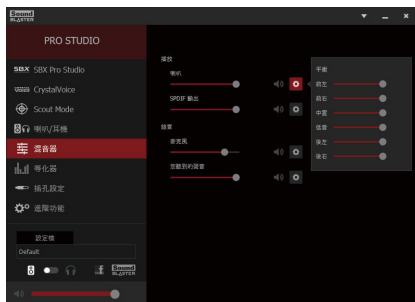 Sound
BLASTER
PRO STUDIO
SBX SBX Pro Studio
CrystalVoice
Scout Mode
喇叭/耳機
混音器
等化器
插孔設定
進階功能
設定檔
Default
Sound
BLASTER
播放
喇叭
SPDIF 輸出
錄音
麥克風
您聽到的聲音
平衡
前左
前右
中置
低音
後左
後右